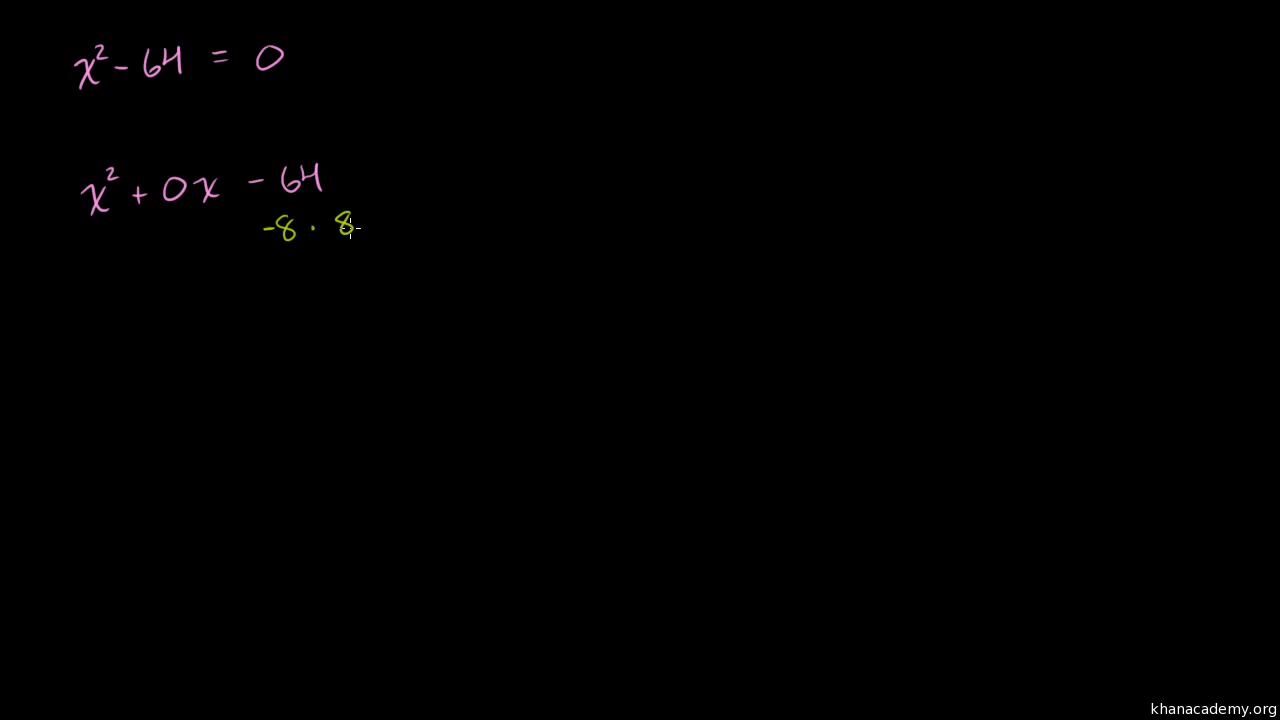 x² - 64 = 0
x² + 0x - 64
-8 · 8
khanacademy.org